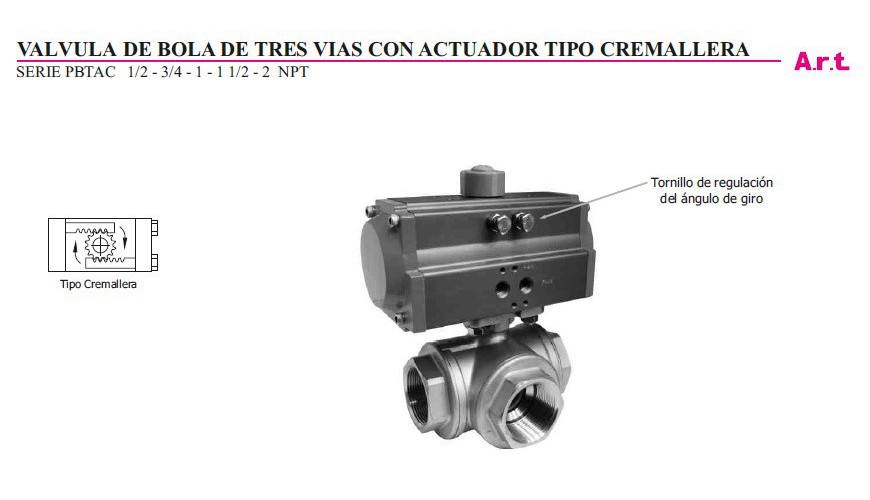 VALVULA DE BOLA DE TRES VIAS CON ACTUADOR TIPO CREMALLERA
SERIE PBTAC 1/2 - 3/4 - 1 - 1 1/2 - 2 NPT
A.r.t.
Tornillo de regulación
del ángulo de giro
Tipo Cremallera